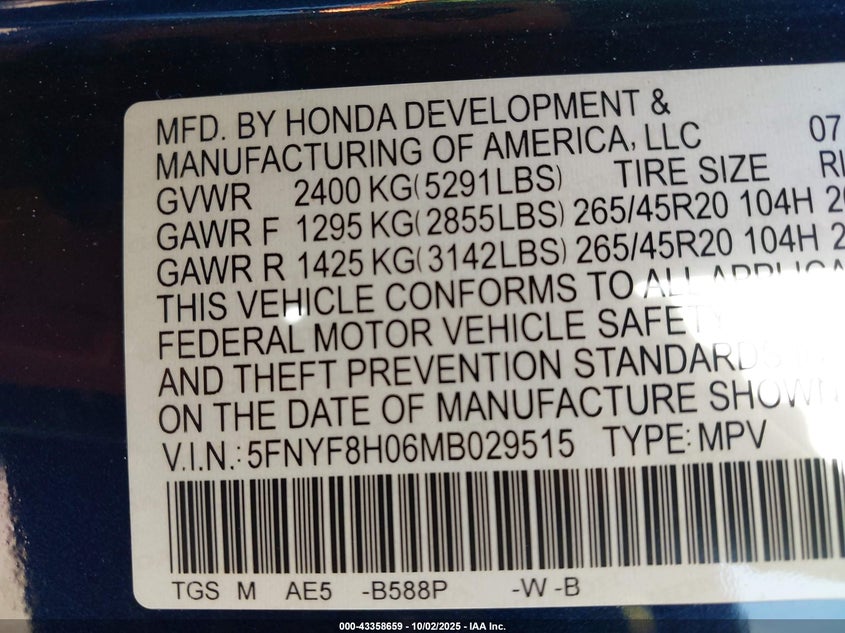 MFD. BY HONDA DEVELOPMENT &
MANUFACTURING OF AMERICA, LLC 07
GVWR 2400 KG(5291LBS) TIRE SIZE
GAWR F 1295 KG(2855LBS) 265/45R20 104H
GAWR R 1425 KG(3142LBS) 265/45R20 104H
THIS VEHICLE CONFORMS TO ALL
FEDERAL MOTOR VEHICLE SAFETY
AND THEFT PREVENTION STANDARDS
ON THE DATE OF MANUFACTURE SHOWN
V.I.N.:5FNYF8H06MB029515 TYPE:MPV
TGS M AE5 -B588P -W -B
000-43358659 - 10/02/2025 - IAA Inc.